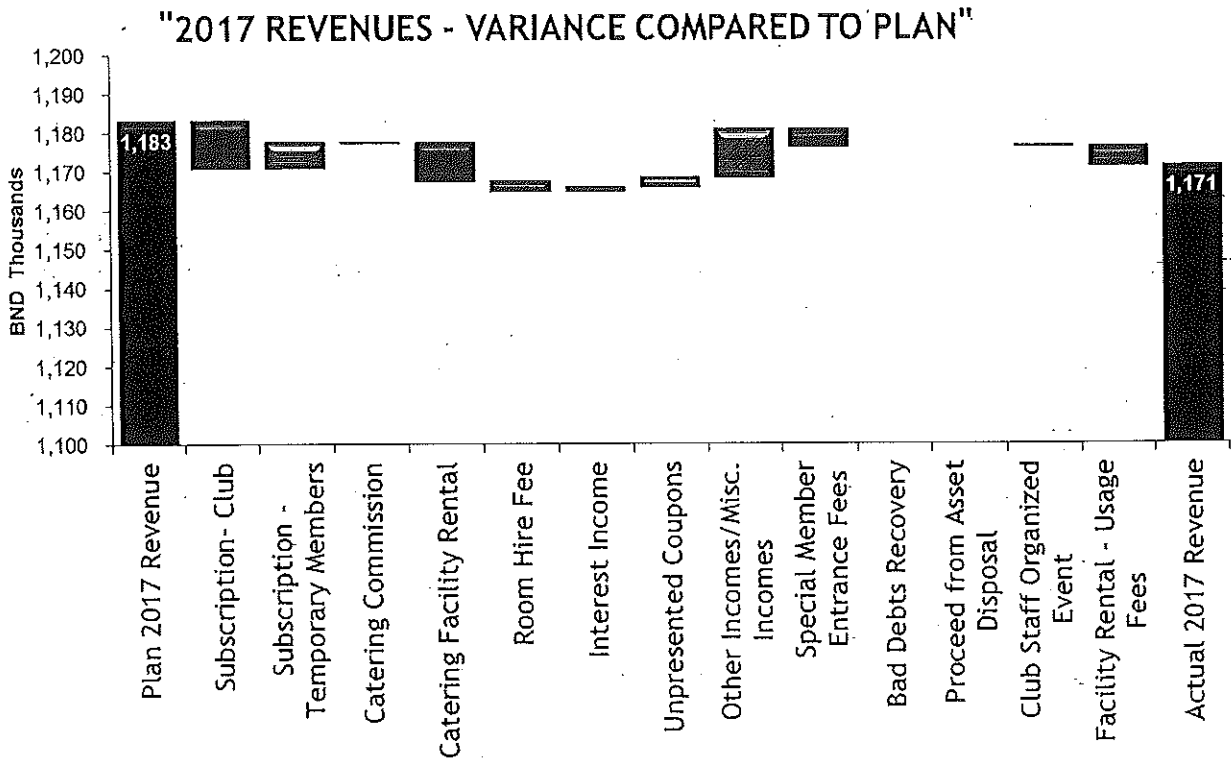 "2017 REVENUES - VARIANCE COMPARED TO PLAN"
1,200
1,190
1,180
1,170
1,160
1,150
1,140
1,130
1,120
1,110
1,100
BND Thousands
1,183
1,171
Plan 2017 Revenue
Subscription- Club
Subscription -
Temporary Members
Catering Commission
Catering Facility Rental
Room Hire Fee
Interest Income
Unpresented Coupons
Other Incomes/Misc.
Incomes
Special Member
Entrance Fees
Bad Debts Recovery
Proceed from Asset
Disposal
Club Staff Organized
Event
Facility Rental - Usage
Fees
Actual 2017 Revenue